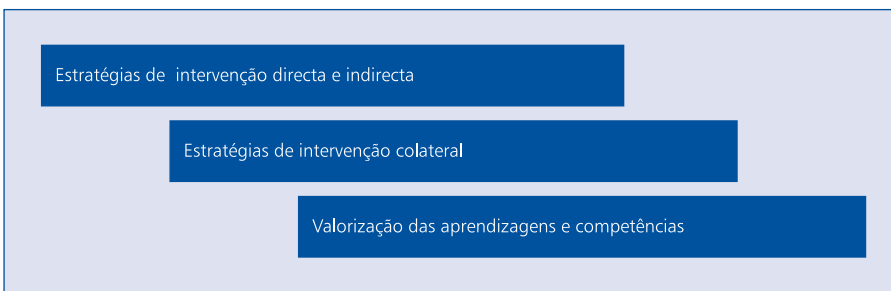 Estratégias de intervenção directa e indirecta
Estratégias de intervenção colateral
Valorização das aprendizagens e competências